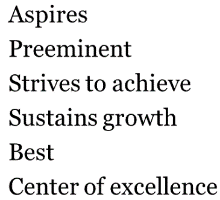 Aspires
Preeminent
Strives to achieve
Sustains growth
Best
Center of excellence